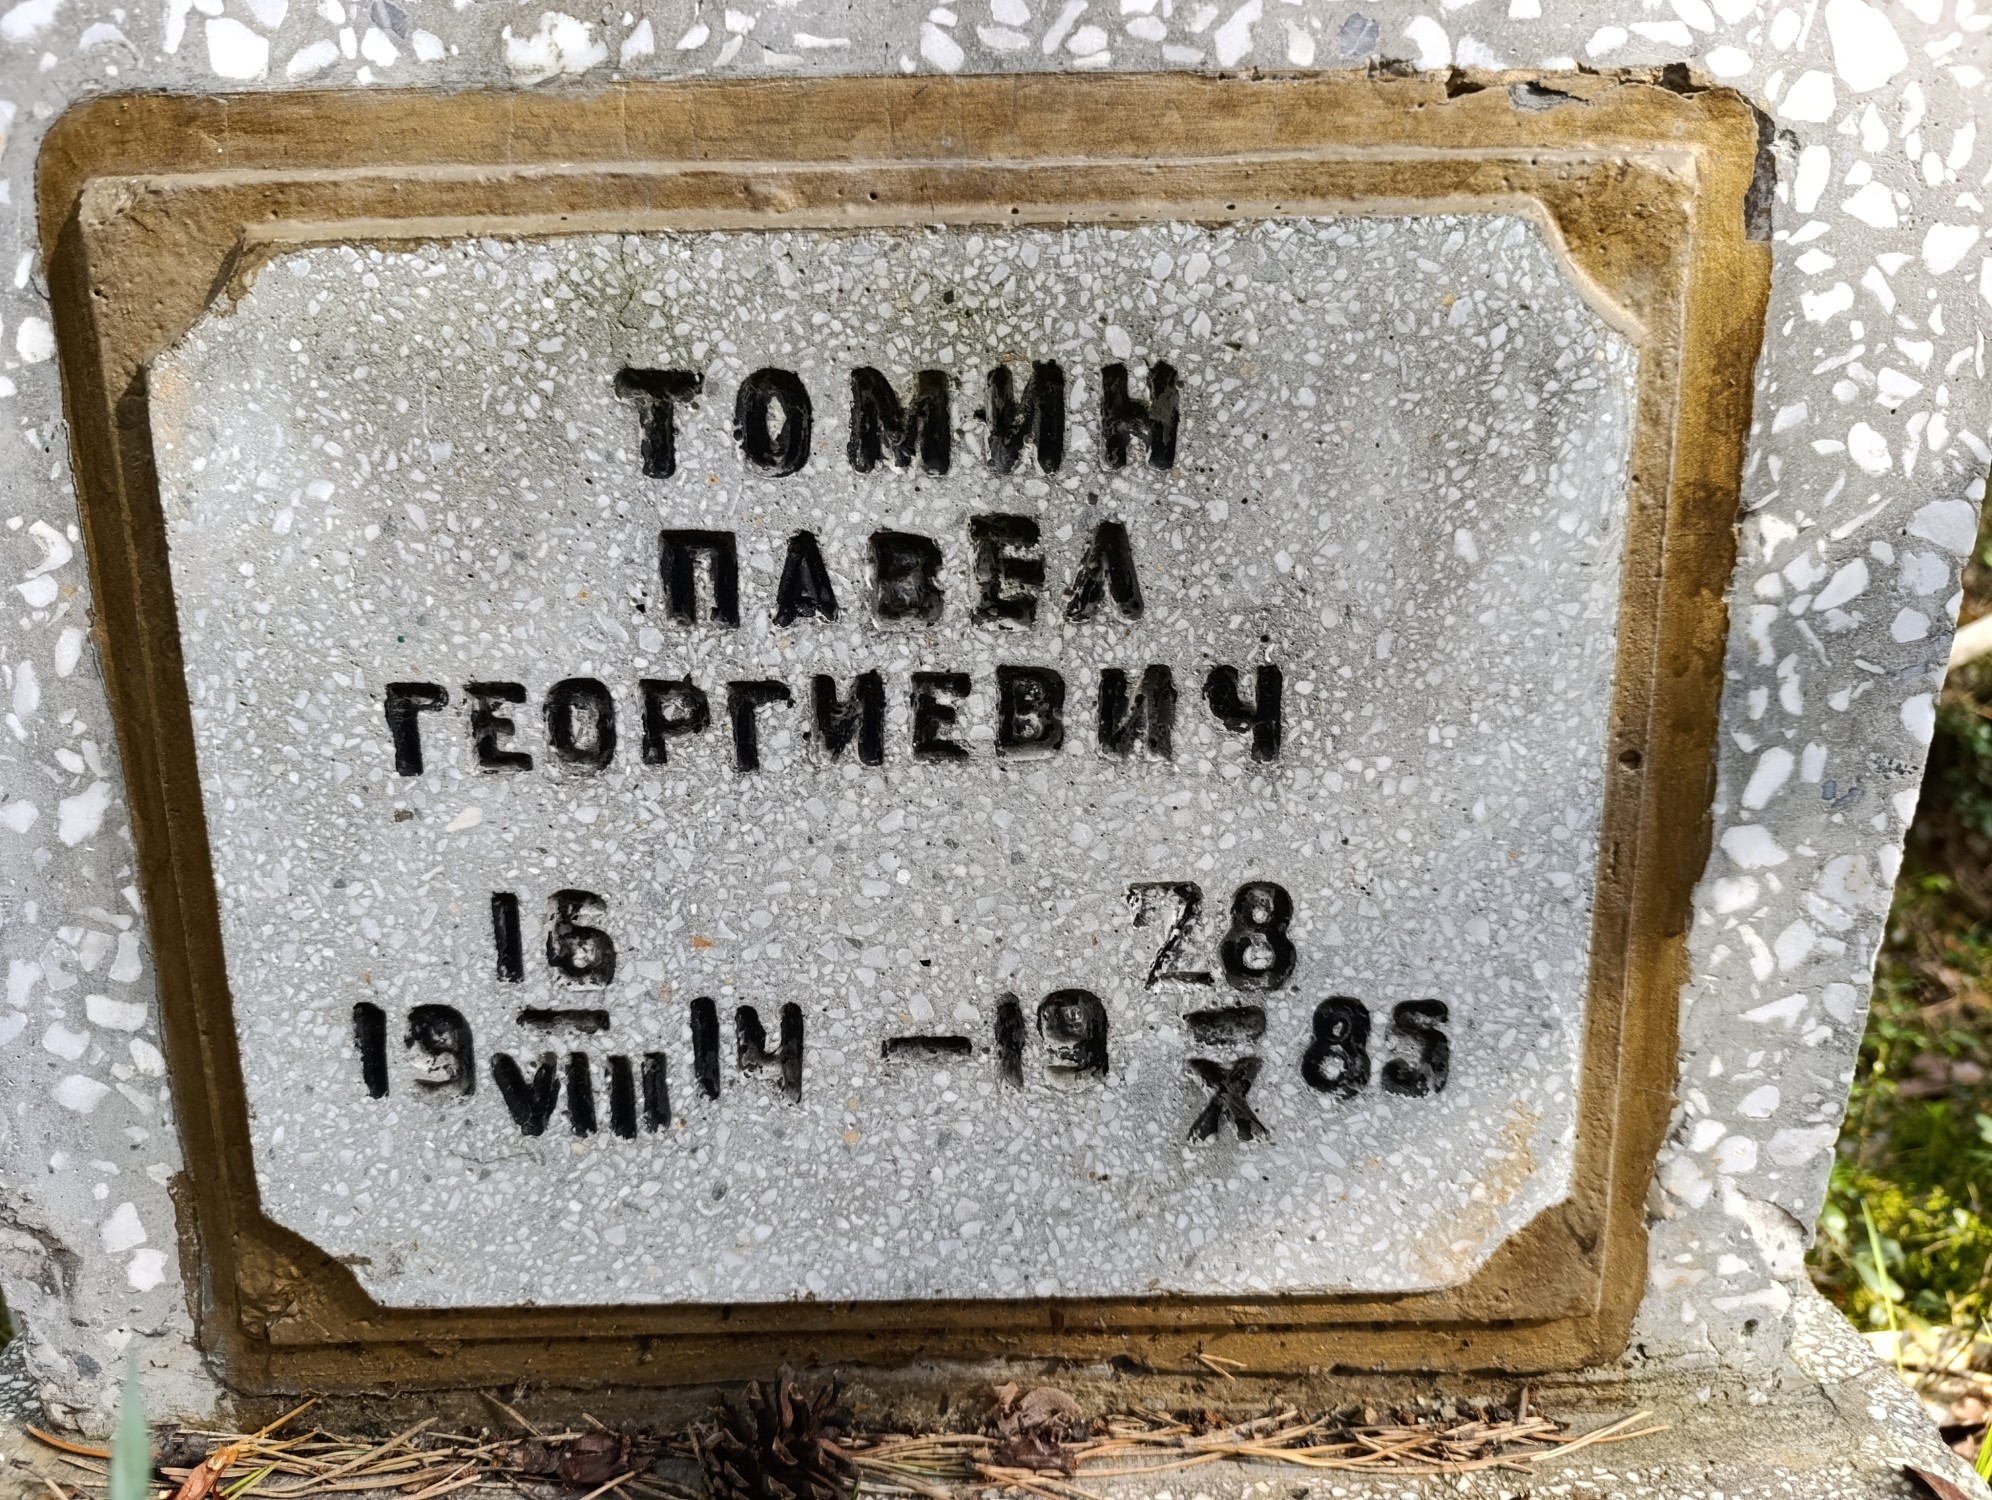 ТОМИН
ПАВЕЛ
ГЕОРГИЕВИЧ
16 28
19 — 14 — 19 — 85
VIII X